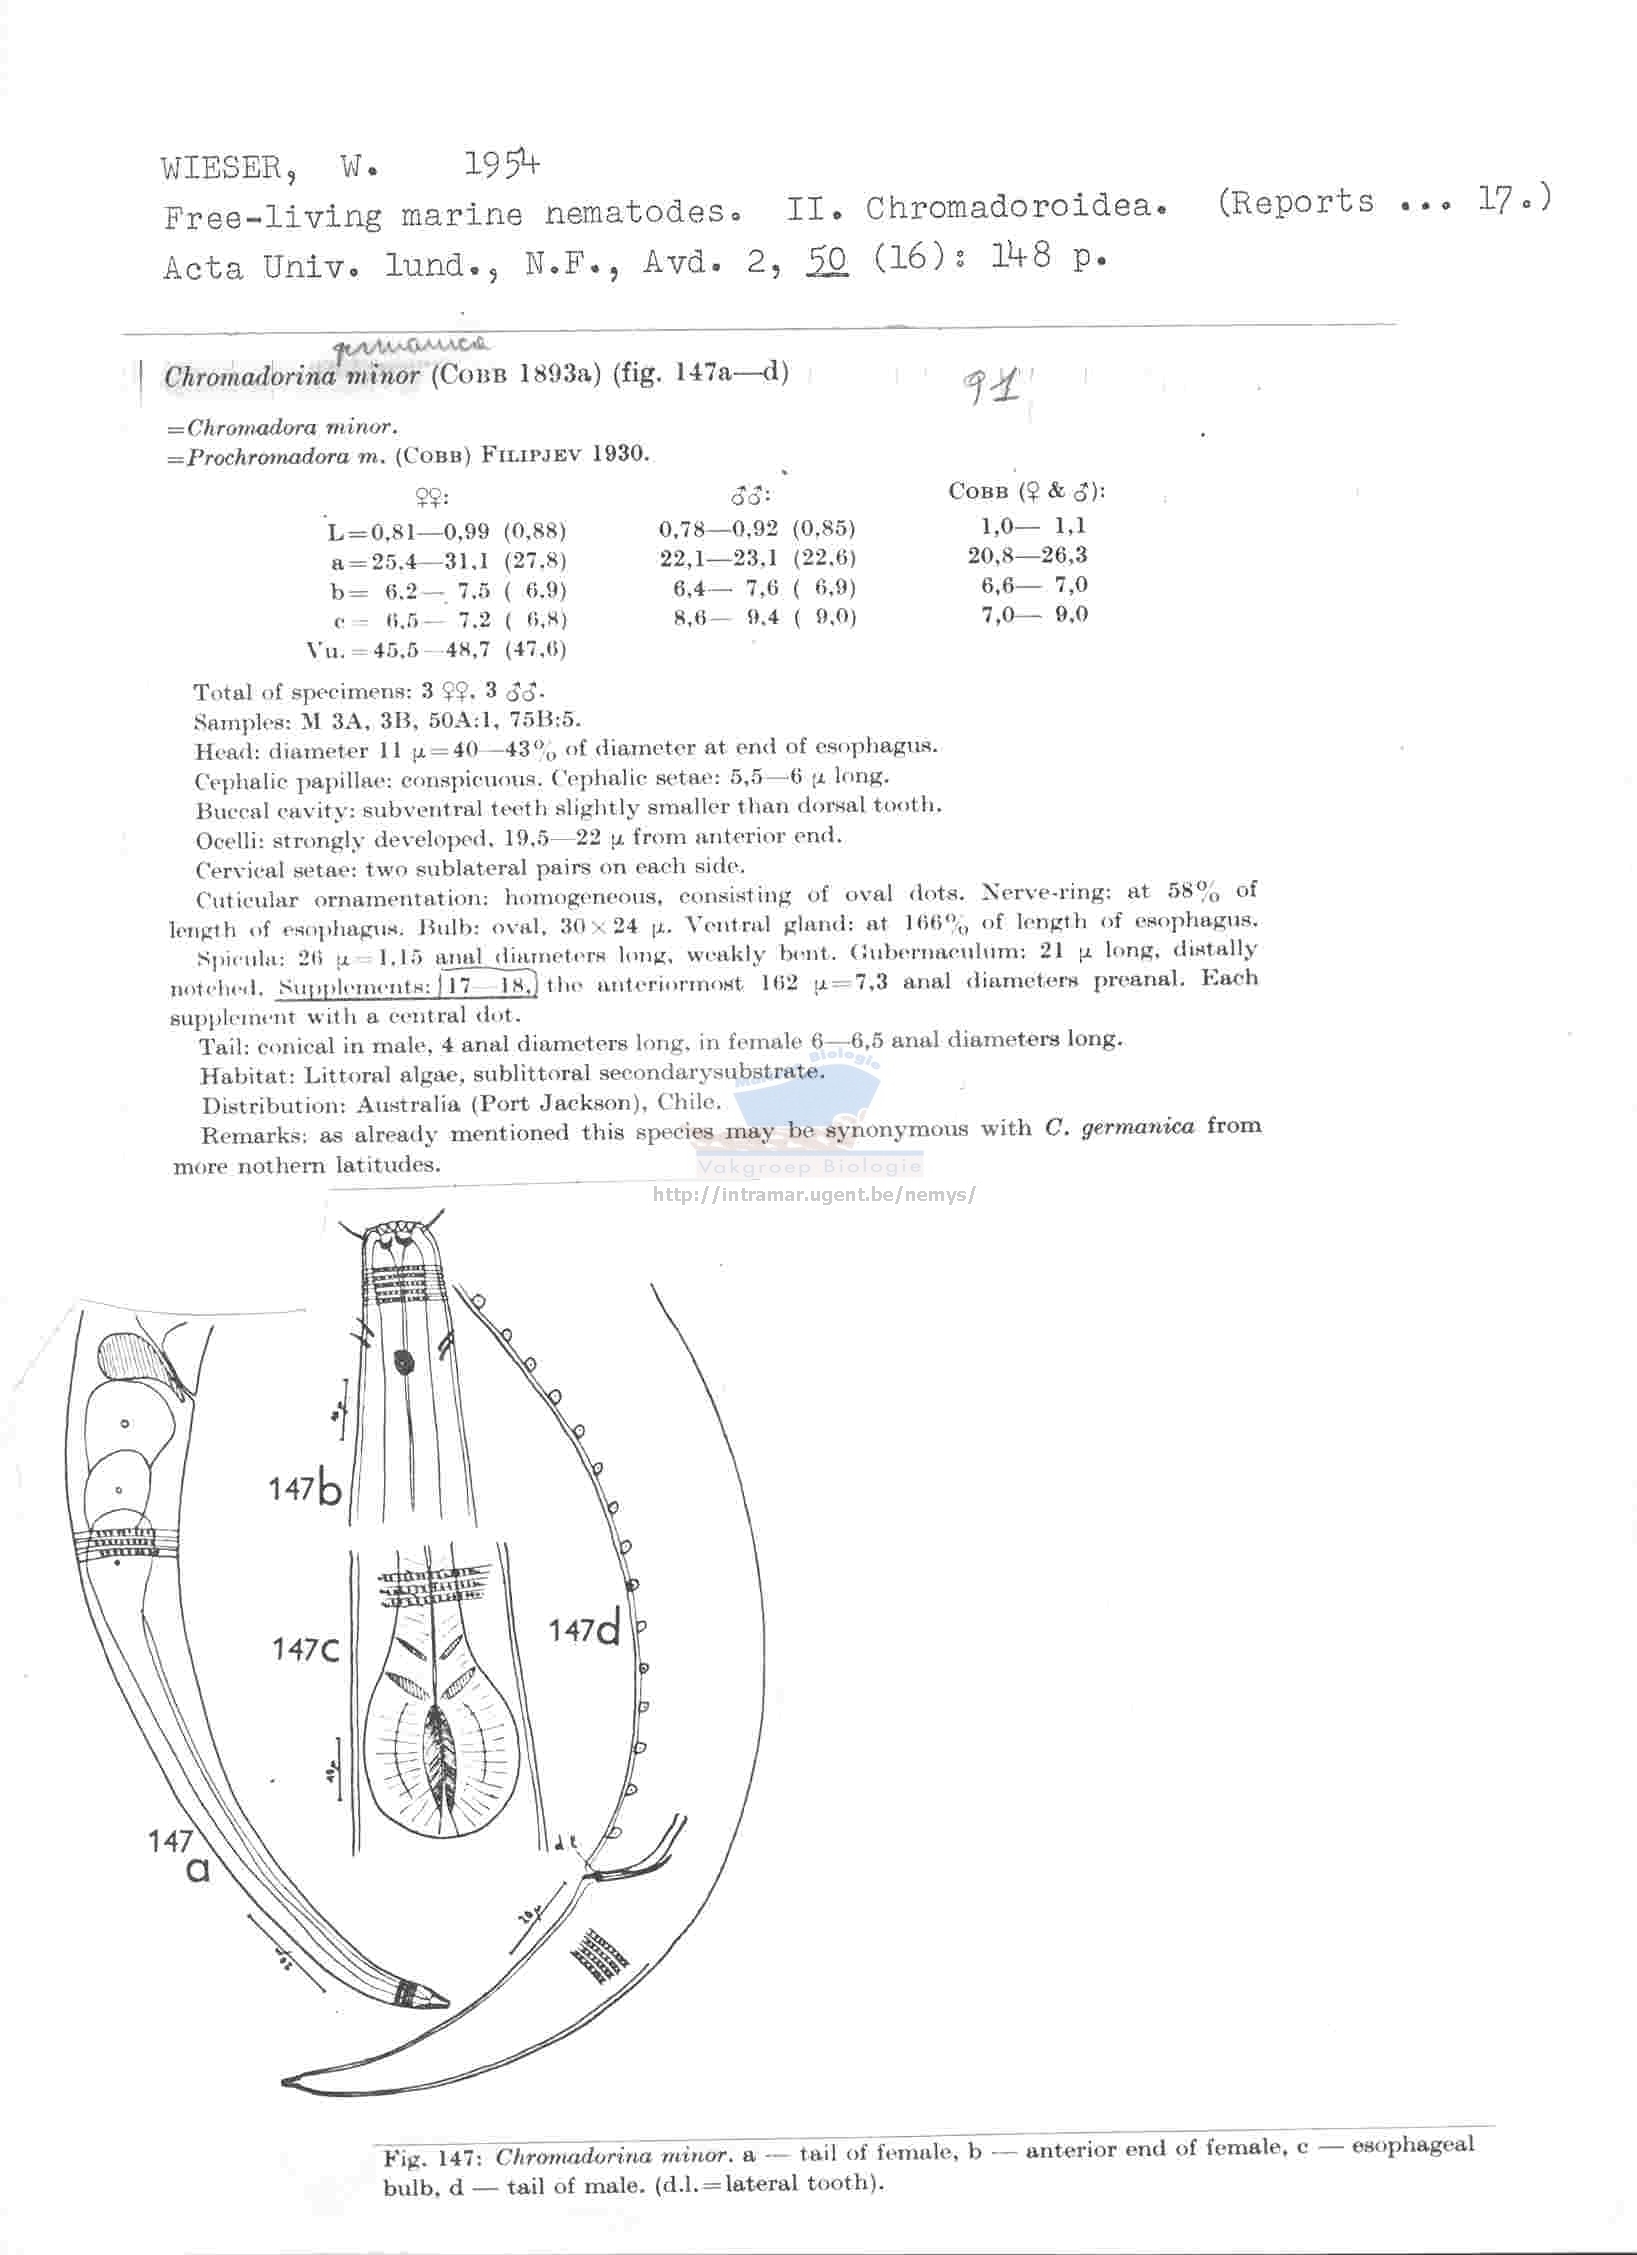 WIESER, W. 1954
Free-living marine nematodes. II. Chromadoroidea. (Reports ... 17.)
Acta Univ. lund., N.F., Avd. 2, 50 (16): 148 p.
germanica
Chromadorina minor (COBB 1893a) (fig. 147a—d)
91
=Chromadora minor.
=Prochromadora m. (COBB) FILIPJEV 1930.
♀♀: ♂♂: COBB (♀ & ♂):
L=0,81—0,99 (0,88) 0,78—0,92 (0,85) 1,0— 1,1
a=25,4—31,1 (27,8) 22,1—23,1 (22,6) 20,8—26,3
b= 6,2— 7,5 ( 6,9) 6,4— 7,6 ( 6,9) 6,6— 7,0
c= 6,5— 7,2 ( 6,8) 8,6— 9,4 ( 9,0) 7,0— 9,0
Vu.=45,5—48,7 (47,6)
Total of specimens: 3 ♀♀, 3 ♂♂.
Samples: M 3A, 3B, 50A:1, 75B:5.
Head: diameter 11 μ=40—43% of diameter at end of esophagus.
Cephalic papillae: conspicuous. Cephalic setae: 5,5—6 μ long.
Buccal cavity: subventral teeth slightly smaller than dorsal tooth.
Ocelli: strongly developed, 19,5—22 μ from anterior end.
Cervical setae: two sublateral pairs on each side.
Cuticular ornamentation: homogeneous, consisting of oval dots. Nerve-ring: at 58% of
length of esophagus. Bulb: oval, 30×24 μ. Ventral gland: at 166% of length of esophagus.
Spicula: 26 μ=1,15 anal diameters long, weakly bent. Gubernaculum: 21 μ long, distally
notched. Supplements: 17—18, the anteriormost 162 μ=7,3 anal diameters preanal. Each
supplement with a central dot.
Tail: conical in male, 4 anal diameters long, in female 6—6,5 anal diameters long.
Habitat: Littoral algae, sublittoral secondarysubstrate.
Distribution: Australia (Port Jackson), Chile.
Remarks: as already mentioned this species may be synonymous with C. germanica from
more nothern latitudes.
Mariene Biologie
Vakgroep Biologie
http://intramar.ugent.be/nemys/
147b
147c
147d
147
a
d.l.
20μ
20μ
Fig. 147: Chromadorina minor. a — tail of female, b — anterior end of female, c — esophageal
bulb, d — tail of male. (d.l.=lateral tooth).